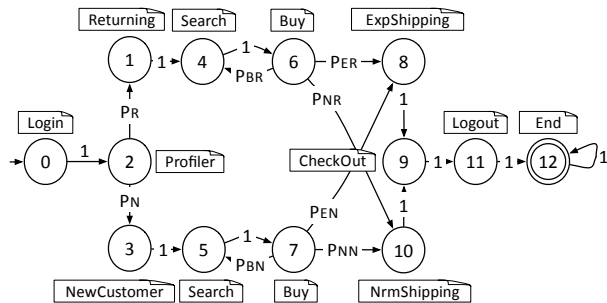 Returning
Search
Buy
ExpShipping
1
1
4
1
6
PER
8
PBR
PR
PNR
1
Login
Logout
End
0
1
2
Profiler
CheckOut
9
1
11
1
12
1
PN
PEN
1
3
1
5
1
7
PNN
10
PBN
NewCustomer
Search
Buy
NrmShipping